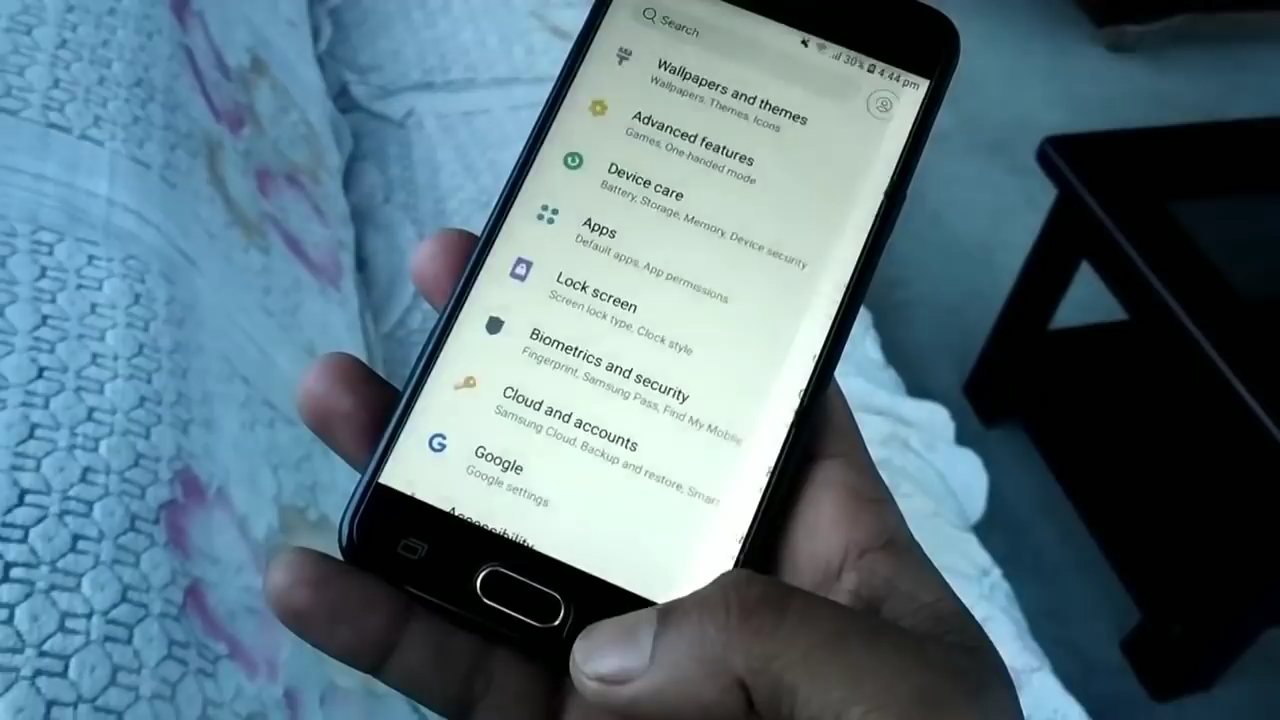 30% 4:44 pm
Search
Wallpapers and themes
Wallpapers, Themes, Icons
Advanced features
Games, One-handed mode
Device care
Battery, Storage, Memory, Device security
Apps
Default apps, App permissions
Lock screen
Screen lock type, Clock style
Biometrics and security
Fingerprint, Samsung Pass, Find My Mobile
Cloud and accounts
Samsung Cloud, Backup and restore, Smar
Google
Google settings
Accessibility